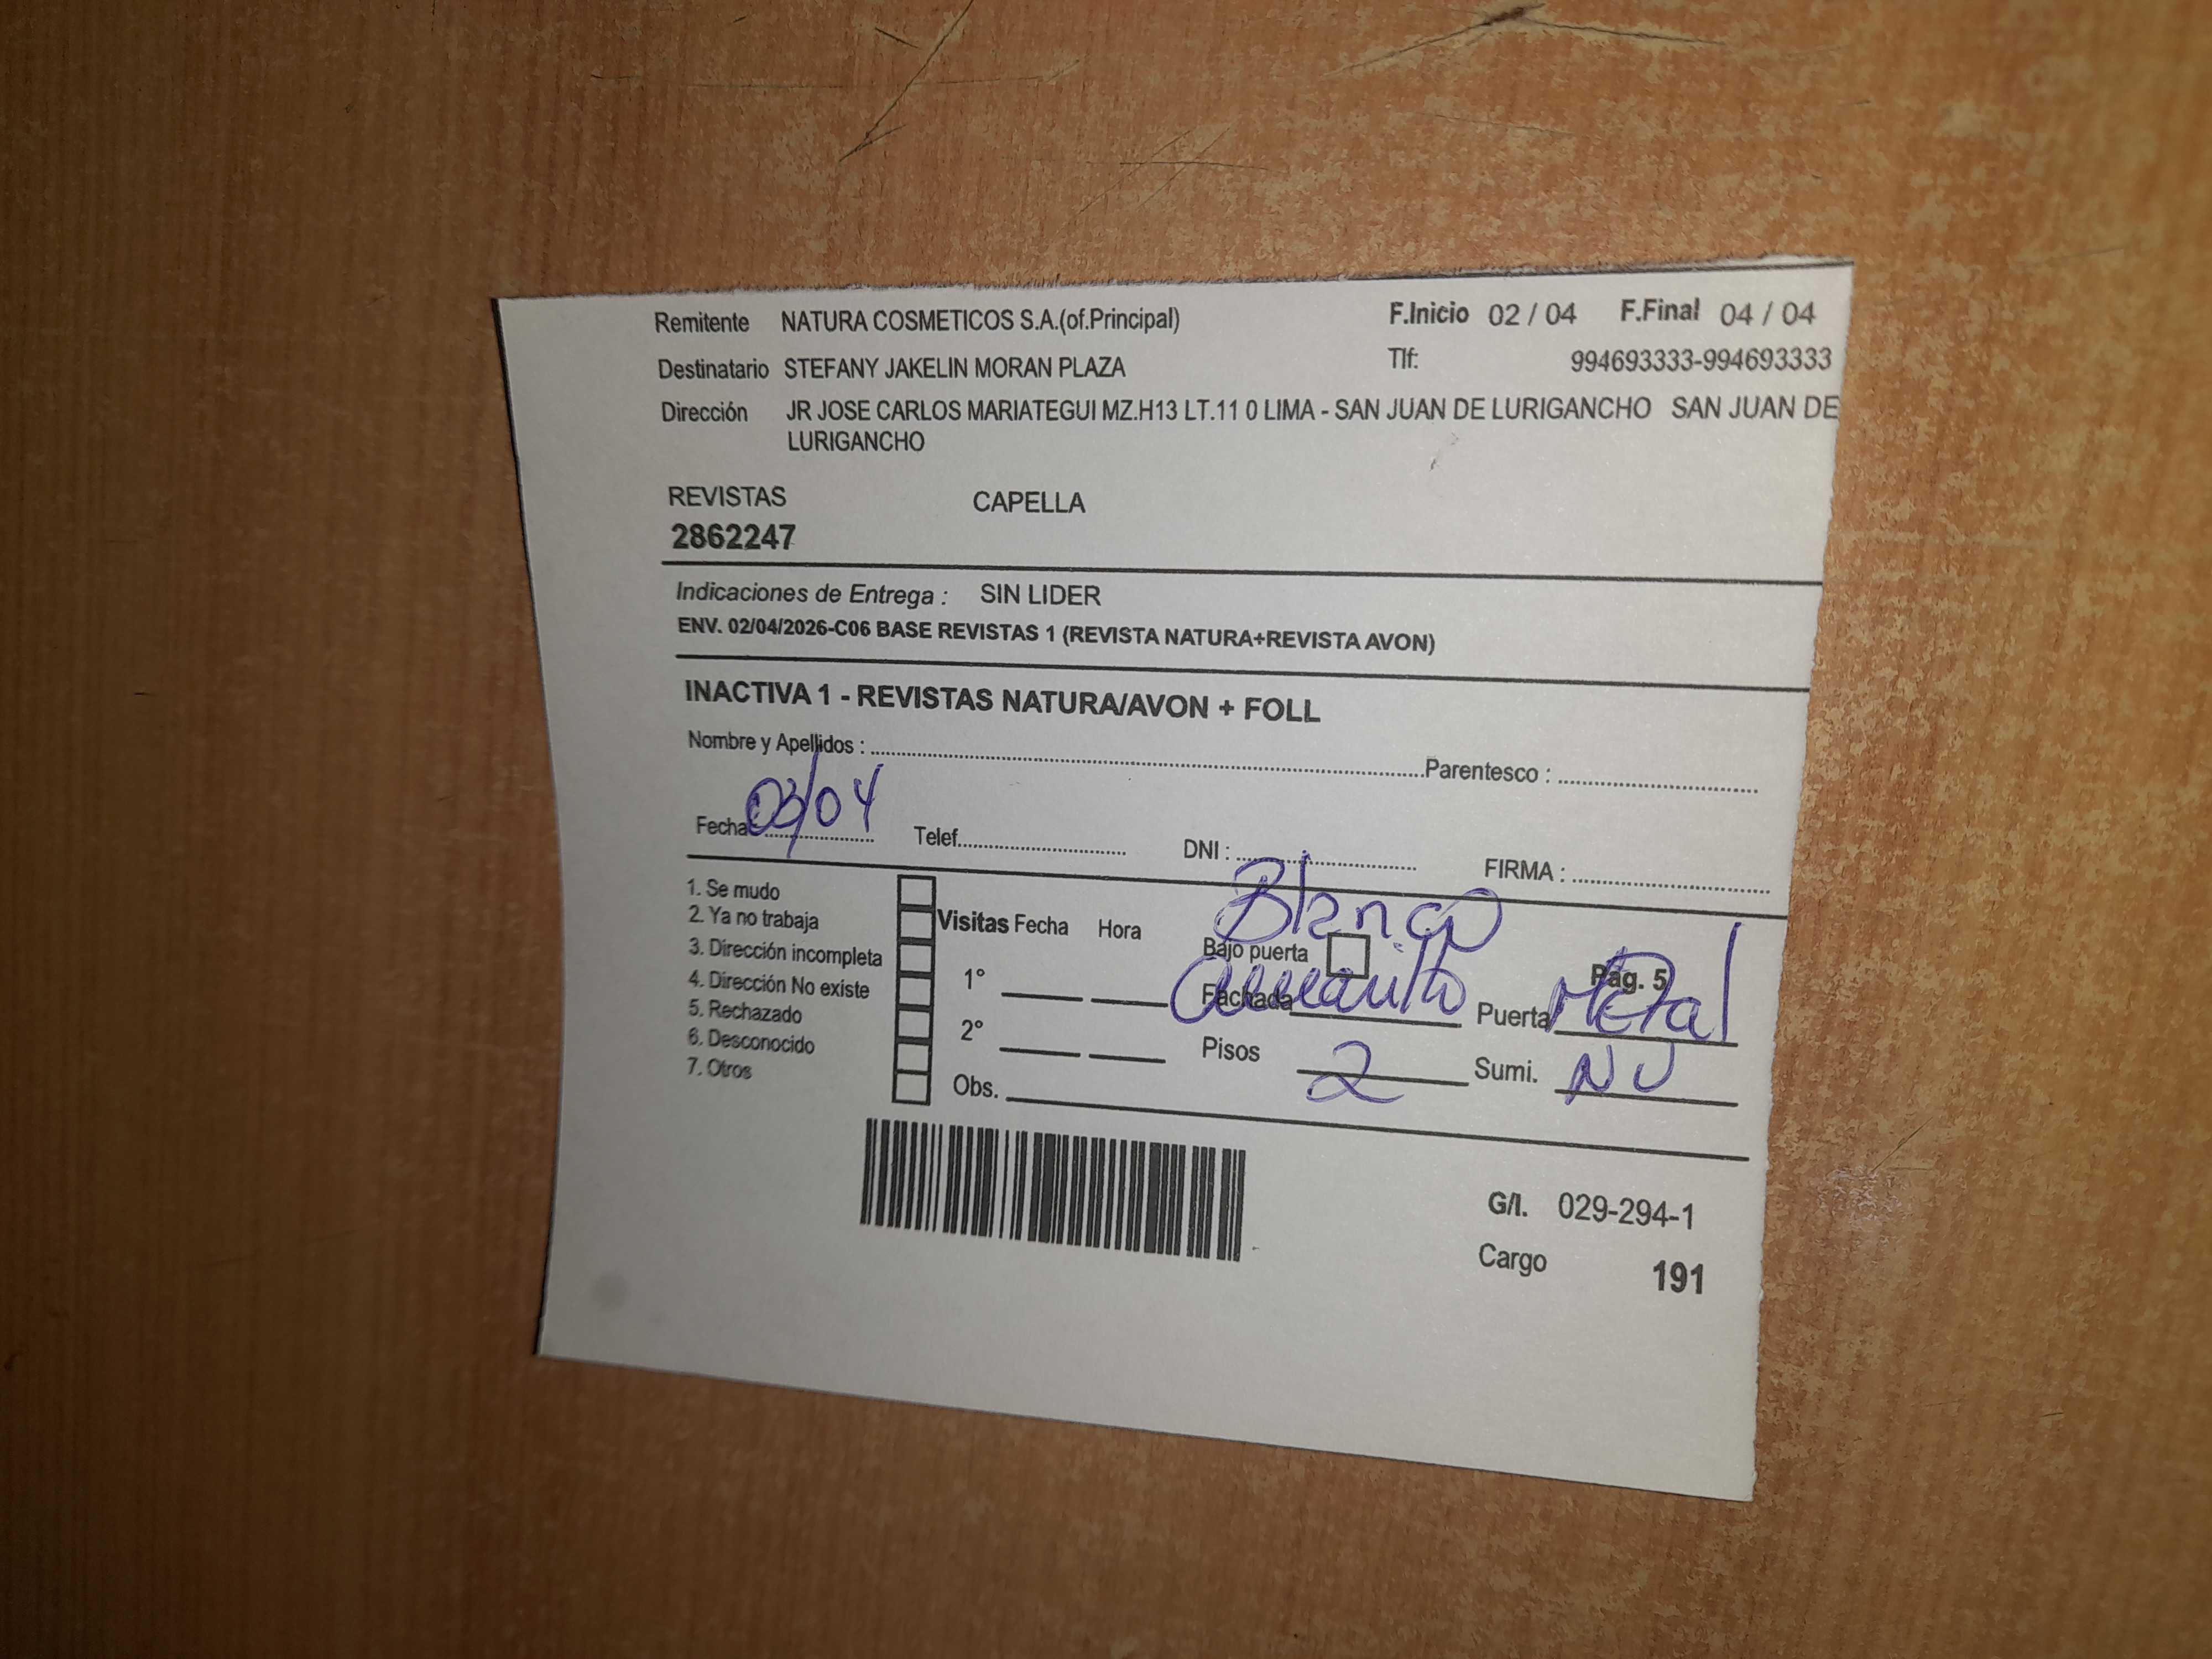 Remitente NATURA COSMETICOS S.A.(of.Principal) F.Inicio 02 / 04 F.Final 04 / 04
Destinatario STEFANY JAKELIN MORAN PLAZA Tlf: 994693333-994693333
Dirección JR JOSE CARLOS MARIATEGUI MZ.H13 LT.11 0 LIMA - SAN JUAN DE LURIGANCHO SAN JUAN DE
LURIGANCHO
REVISTAS CAPELLA
2862247
Indicaciones de Entrega : SIN LIDER
ENV. 02/04/2026-C06 BASE REVISTAS 1 (REVISTA NATURA+REVISTA AVON)
INACTIVA 1 - REVISTAS NATURA/AVON + FOLL
Nombre y Apellidos : Parentesco :
Fecha : 03/04 Telef. DNI : FIRMA :
1. Se mudo
2. Ya no trabaja
3. Dirección incompleta
4. Dirección No existe
5. Rechazado
6. Desconocido
7. Otros
Visitas Fecha Hora
1°
2°
Obs.
Blanco
Bajo puerta Pag. 5
Fachada Puerta Metal
Pisos 2 Sumi. NU
G/I. 029-294-1
Cargo 191